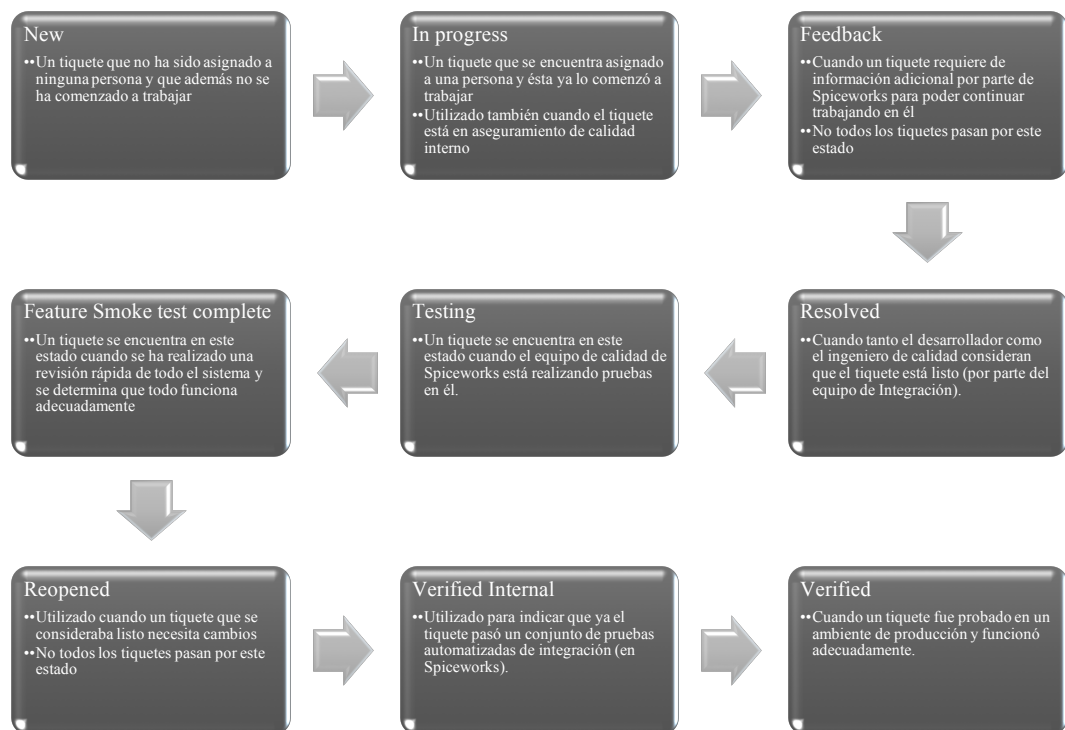 New
••Un tiquete que no ha sido asignado a
ninguna persona y que además no se
ha comenzado a trabajar
In progress
••Un tiquete que se encuentra asignado
a una persona y ésta ya lo comenzó a
trabajar
••Utilizado también cuando el tiquete
está en aseguramiento de calidad
interno
Feedback
••Cuando un tiquete requiere de
información adicional por parte de
Spiceworks para poder continuar
trabajando en él
••No todos los tiquetes pasan por este
estado
Resolved
••Cuando tanto el desarrollador como
el ingeniero de calidad consideran
que el tiquete está listo (por parte del
equipo de Integración).
Testing
••Un tiquete se encuentra en este
estado cuando el equipo de calidad de
Spiceworks está realizando pruebas
en él.
Feature Smoke test complete
••Un tiquete se encuentra en este
estado cuando se ha realizado una
revisión rápida de todo el sistema y
se determina que todo funciona
adecuadamente
Reopened
••Utilizado cuando un tiquete que se
consideraba listo necesita cambios
••No todos los tiquetes pasan por este
estado
Verified Internal
••Utilizado para indicar que ya el
tiquete pasó un conjunto de pruebas
automatizadas de integración (en
Spiceworks).
Verified
••Cuando un tiquete fue probado en un
ambiente de producción y funcionó
adecuadamente.